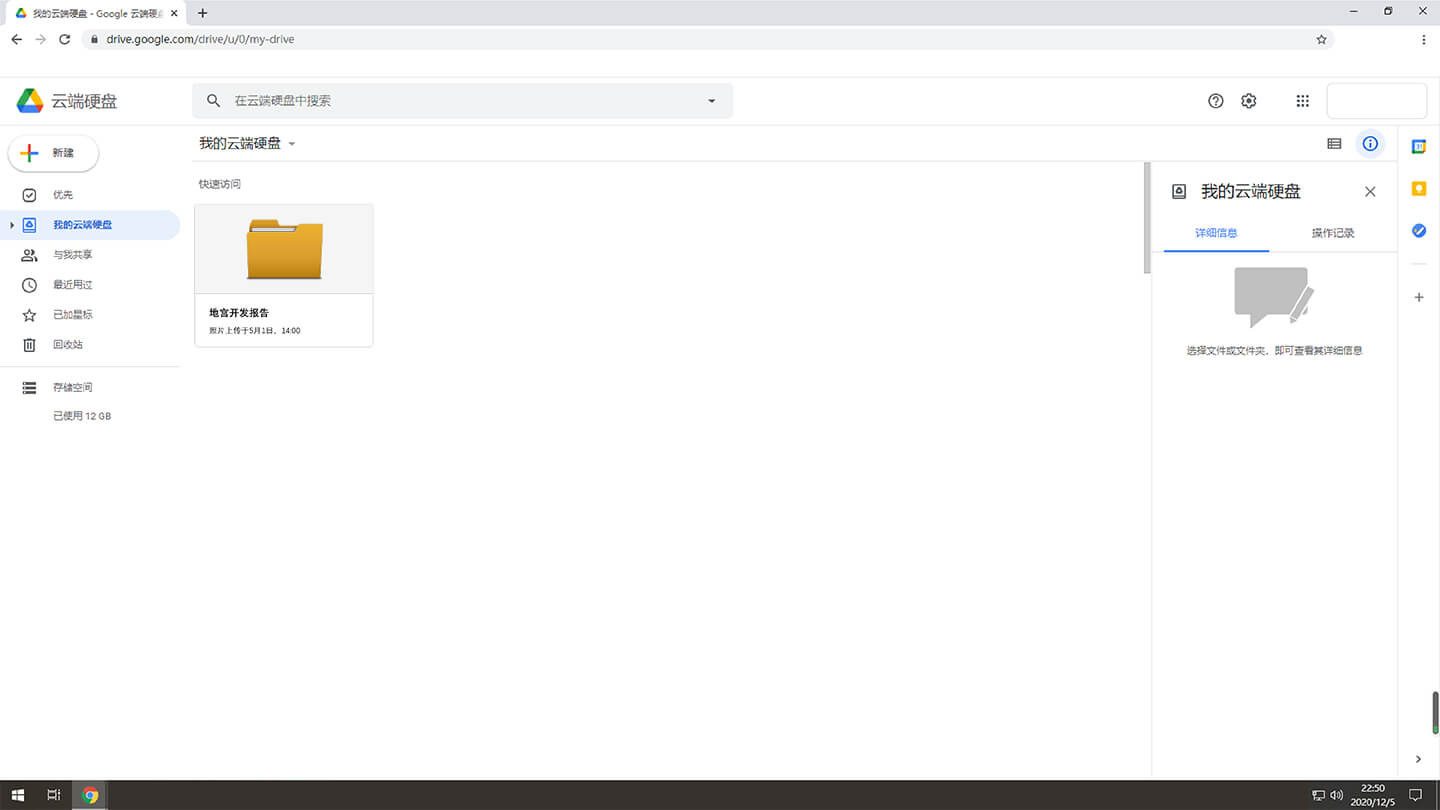 我的云端硬盘 - Google 云端硬盘
drive.google.com/drive/u/0/my-drive
云端硬盘
在云端硬盘中搜索
新建
我的云端硬盘
优先
我的云端硬盘
与我共享
最近用过
已加星标
回收站
存储空间
已使用 12 GB
快速访问
地宫开发报告
照片上传于5月1日，14:00
我的云端硬盘
详细信息
操作记录
选择文件或文件夹，即可查看其详细信息
31
22:50
2020/12/5